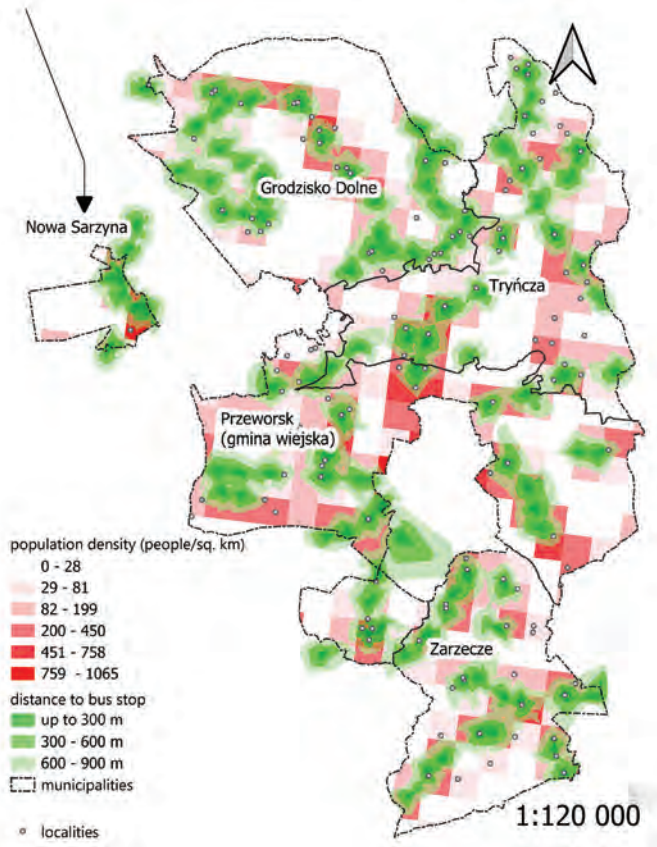 Grodzisko Dolne
Nowa Sarzyna
Tryńcza
Przeworsk
(gmina wiejska)
population density (people/sq. km)
0 - 28
29 - 81
82 - 199
200 - 450
451 - 758
759 - 1065
distance to bus stop
up to 300 m
300 - 600 m
600 - 900 m
municipalities
localities
Zarzecze
1:120 000